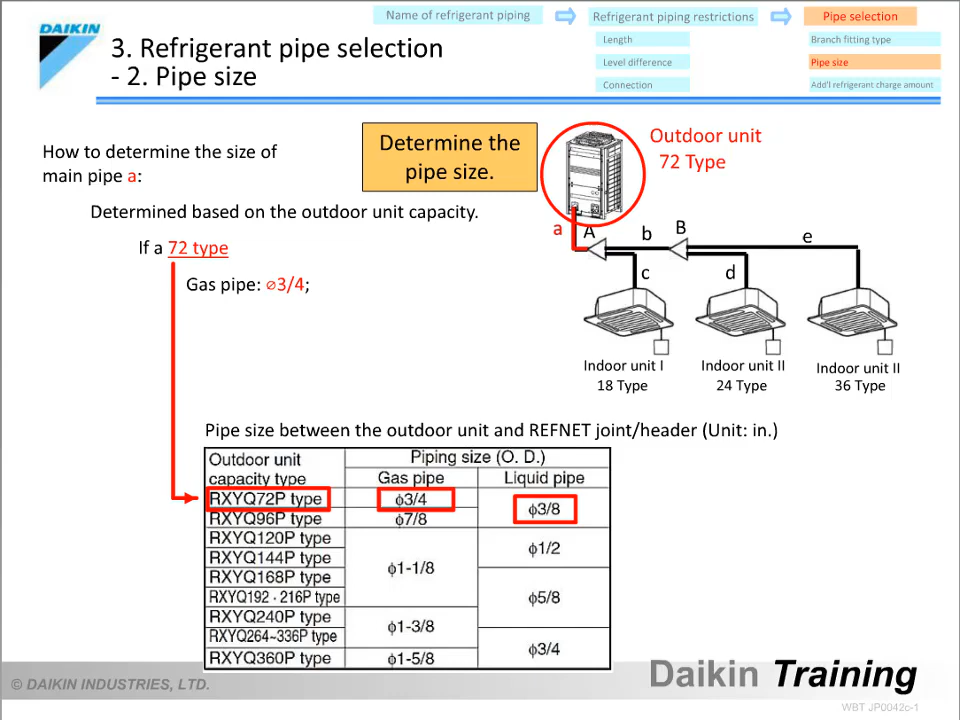 Name of refrigerant piping
Refrigerant piping restrictions
Pipe selection
Length
Branch fitting type
Level difference
Pipe size
Connection
Add'l refrigerant charge amount
DAIKIN
3. Refrigerant pipe selection
- 2. Pipe size
How to determine the size of
main pipe a:
Determined based on the outdoor unit capacity.
If a 72 type
Gas pipe: ⌀3/4;
Determine the
pipe size.
Outdoor unit
72 Type
a
A
b
B
e
c
d
Indoor unit I
18 Type
Indoor unit II
24 Type
Indoor unit II
36 Type
Pipe size between the outdoor unit and REFNET joint/header (Unit: in.)
Outdoor unit
capacity type
Piping size (O. D.)
Gas pipe
Liquid pipe
RXYQ72P type
ϕ3/4
ϕ3/8
RXYQ96P type
ϕ7/8
RXYQ120P type
ϕ1-1/8
ϕ1/2
RXYQ144P type
RXYQ168P type
ϕ5/8
RXYQ192 · 216P type
RXYQ240P type
ϕ1-3/8
RXYQ264~336P type
ϕ3/4
RXYQ360P type
ϕ1-5/8
© DAIKIN INDUSTRIES, LTD.
Daikin Training
WBT JP0042c-1